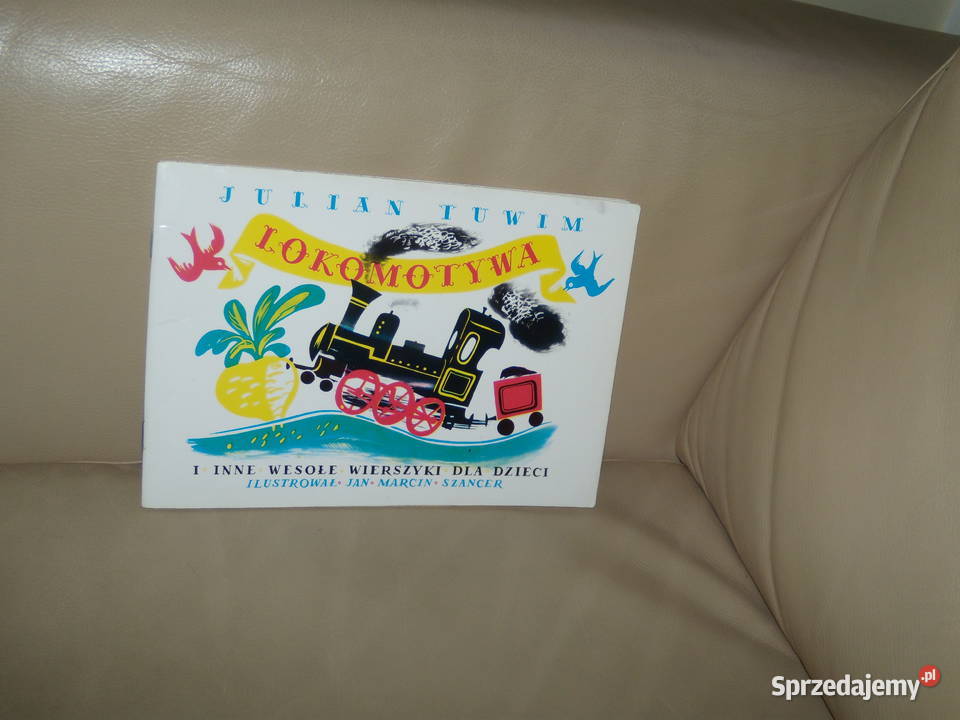 JULIAN TUWIM
LOKOMOTYWA
I INNE WESOŁE WIERSZYKI DLA DZIECI
ILUSTROWAŁ JAN MARCIN SZANCER
Sprzedajemy.pl